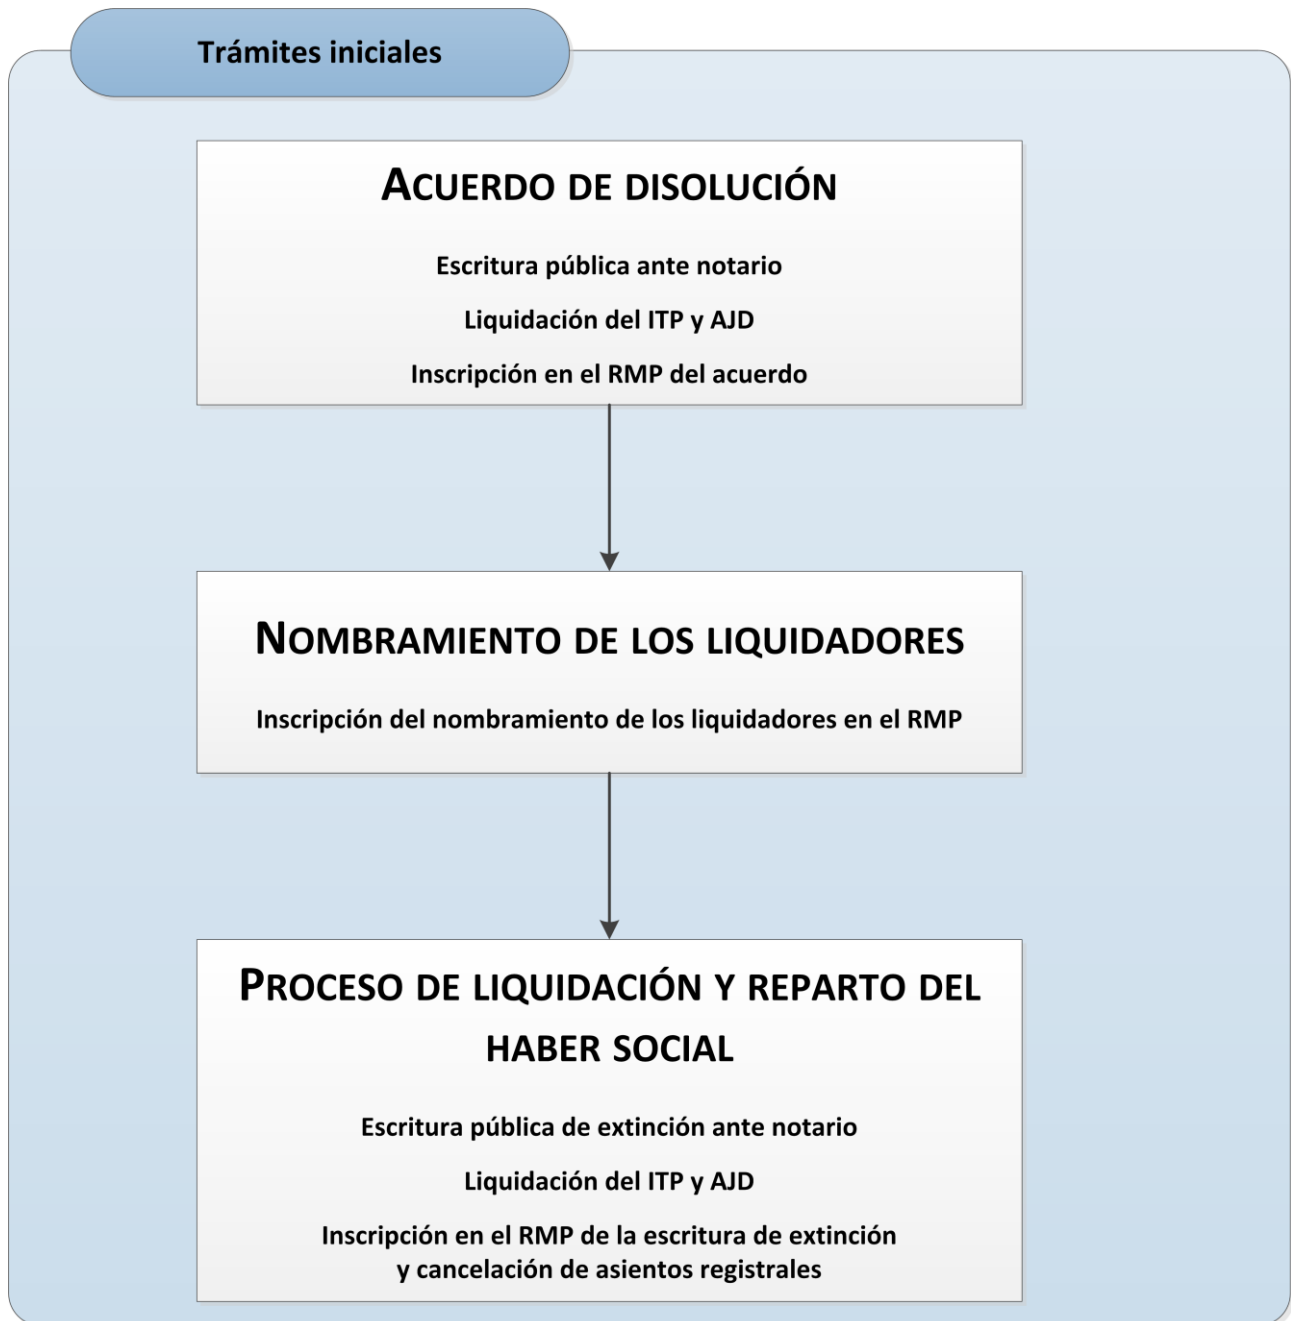 Trámites iniciales
ACUERDO DE DISOLUCIÓN
Escritura pública ante notario
Liquidación del ITP y AJD
Inscripción en el RMP del acuerdo
NOMBRAMIENTO DE LOS LIQUIDADORES
Inscripción del nombramiento de los liquidadores en el RMP
PROCESO DE LIQUIDACIÓN Y REPARTO DEL
HABER SOCIAL
Escritura pública de extinción ante notario
Liquidación del ITP y AJD
Inscripción en el RMP de la escritura de extinción
y cancelación de asientos registrales